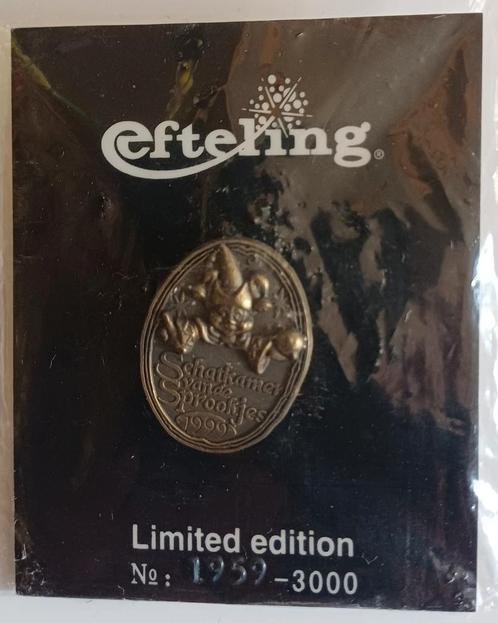 efteling®
Schatkamer
van de
Sprookjes
1999
Limited edition
No: 1959-3000